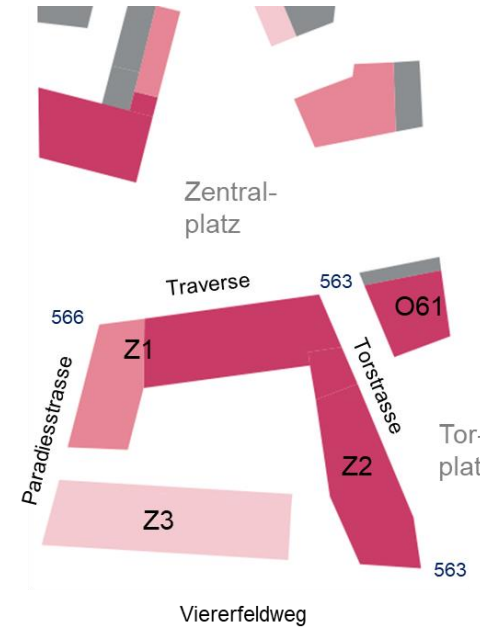 Zentral-
platz
Traverse
563
566
O61
Z1
Torstrasse
Paradiesstrasse
Tor-
plat
Z2
Z3
563
Viererfeldweg